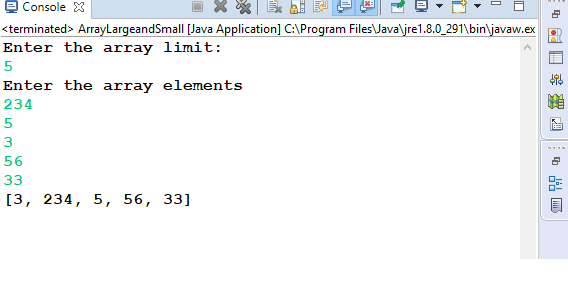 Console
<terminated> ArrayLargeandSmall [Java Application] C:\Program Files\Java\jre1.8.0_291\bin\javaw.ex
Enter the array limit:
5
Enter the array elements
234
5
3
56
33
[3, 234, 5, 56, 33]